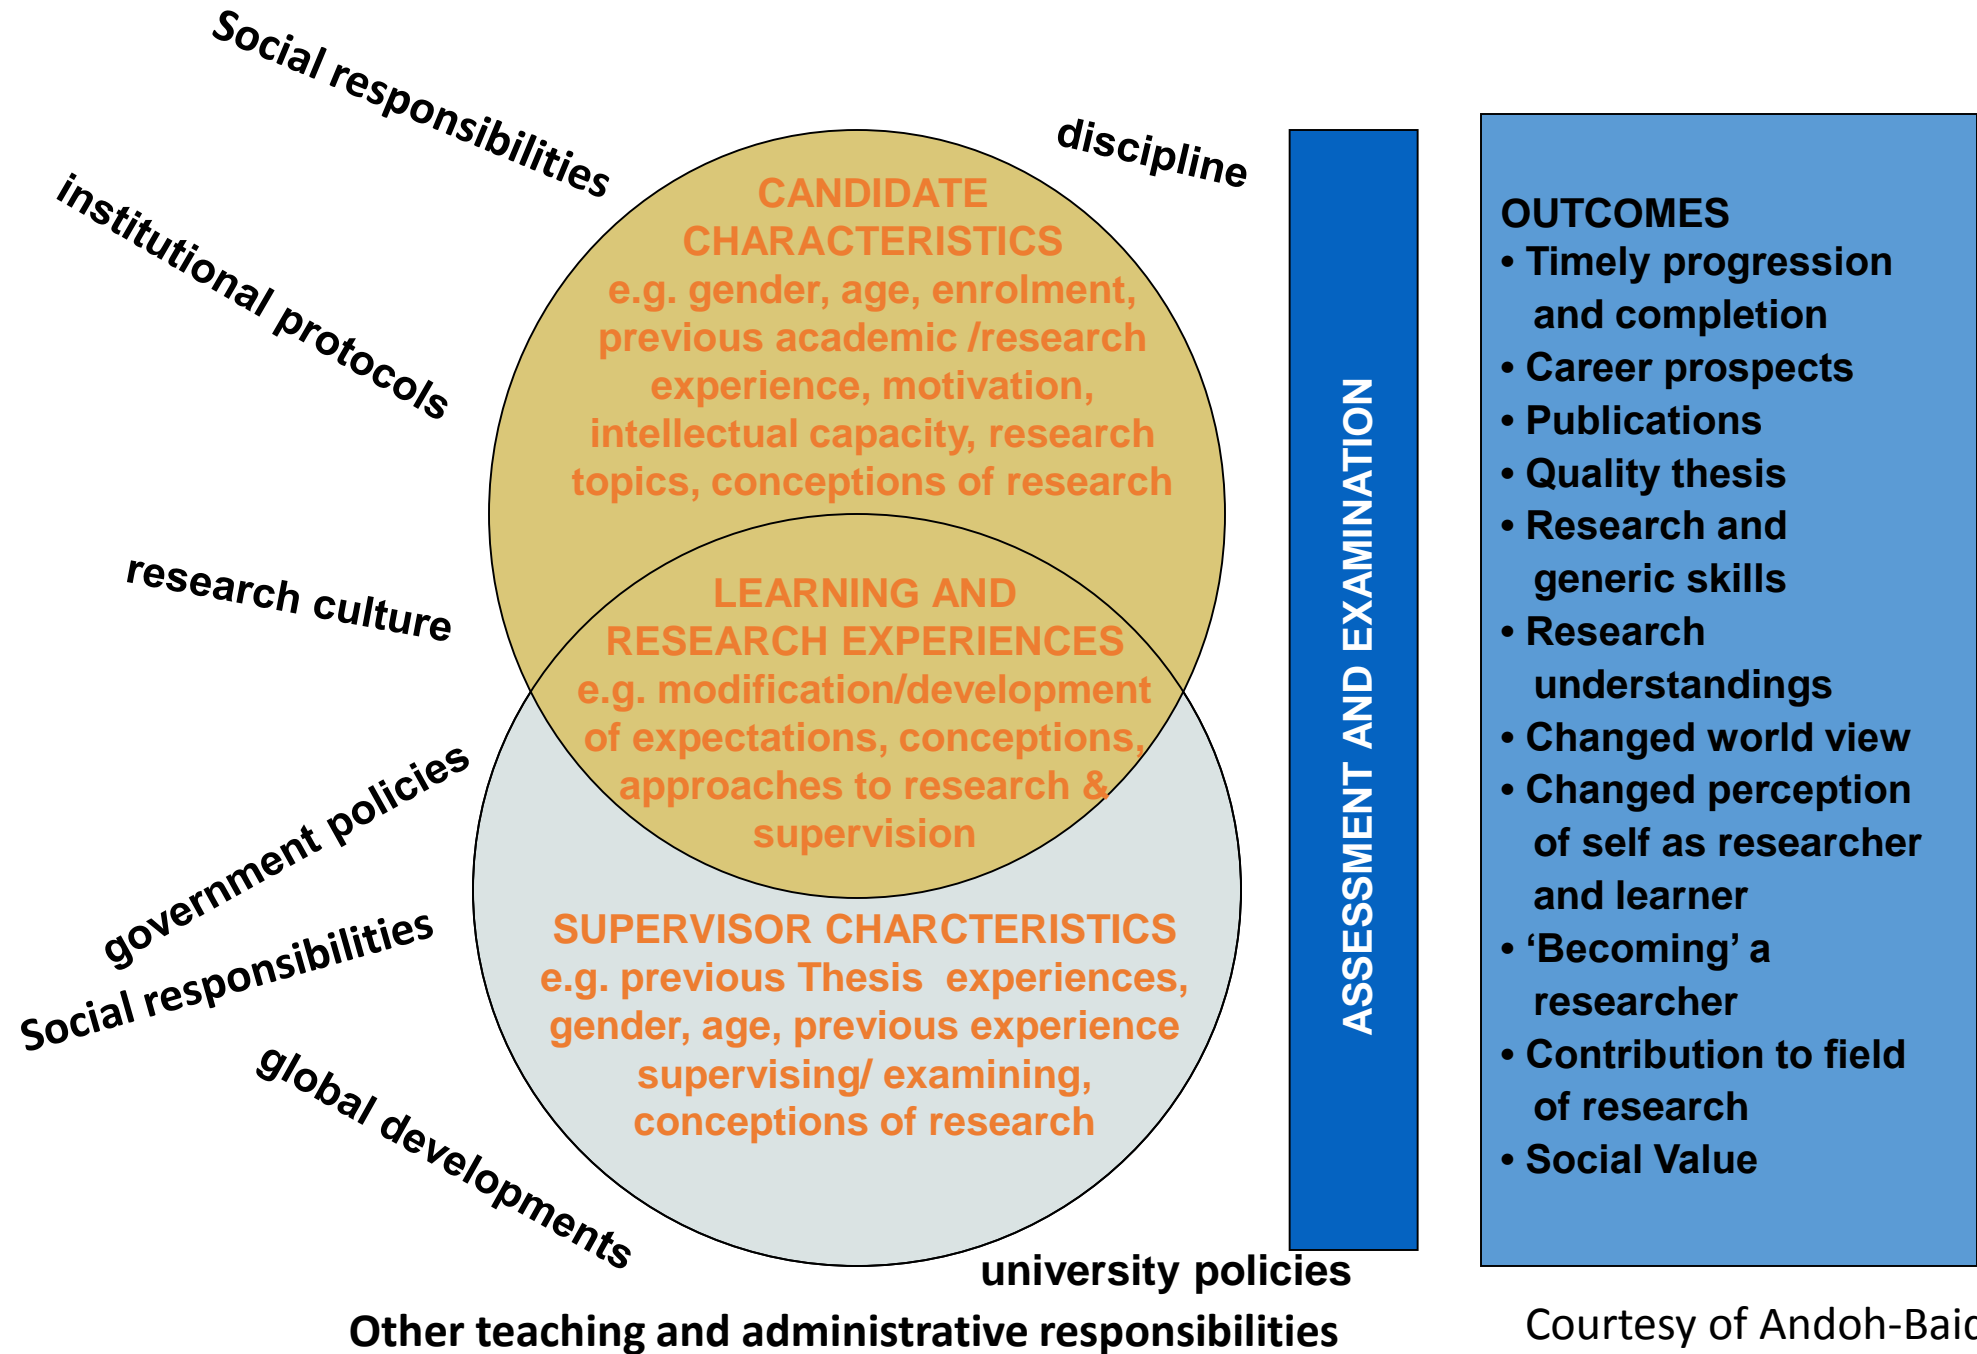 Social responsibilities
institutional protocols
research culture
government policies
Social responsibilities
global developments
discipline
CANDIDATE
CHARACTERISTICS
e.g. gender, age, enrolment,
previous academic /research
experience, motivation,
intellectual capacity, research
topics, conceptions of research
LEARNING AND
RESEARCH EXPERIENCES
e.g. modification/development
of expectations, conceptions,
approaches to research &
supervision
SUPERVISOR CHARCTERISTICS
e.g. previous Thesis experiences,
gender, age, previous experience
supervising/ examining,
conceptions of research
university policies
Other teaching and administrative responsibilities
ASSESSMENT AND EXAMINATION
OUTCOMES
• Timely progression
and completion
• Career prospects
• Publications
• Quality thesis
• Research and
generic skills
• Research
understandings
• Changed world view
• Changed perception
of self as researcher
and learner
• ‘Becoming’ a
researcher
• Contribution to field
of research
• Social Value
Courtesy of